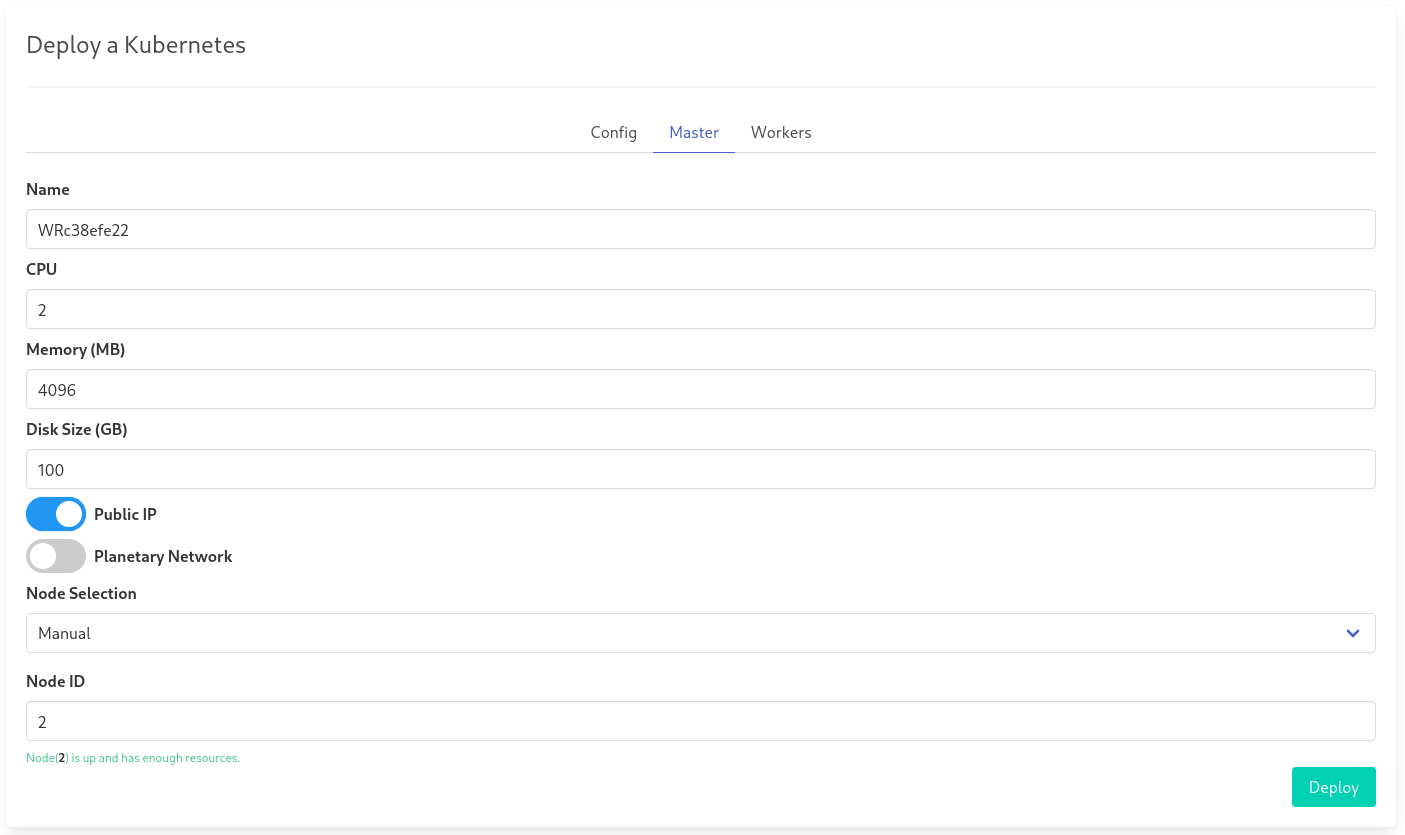 Deploy a Kubernetes
Config Master Workers
Name
WRc38efe22
CPU
2
Memory (MB)
4096
Disk Size (GB)
100
Public IP
Planetary Network
Node Selection
Manual
Node ID
2
Node(2) is up and has enough resources.
Deploy